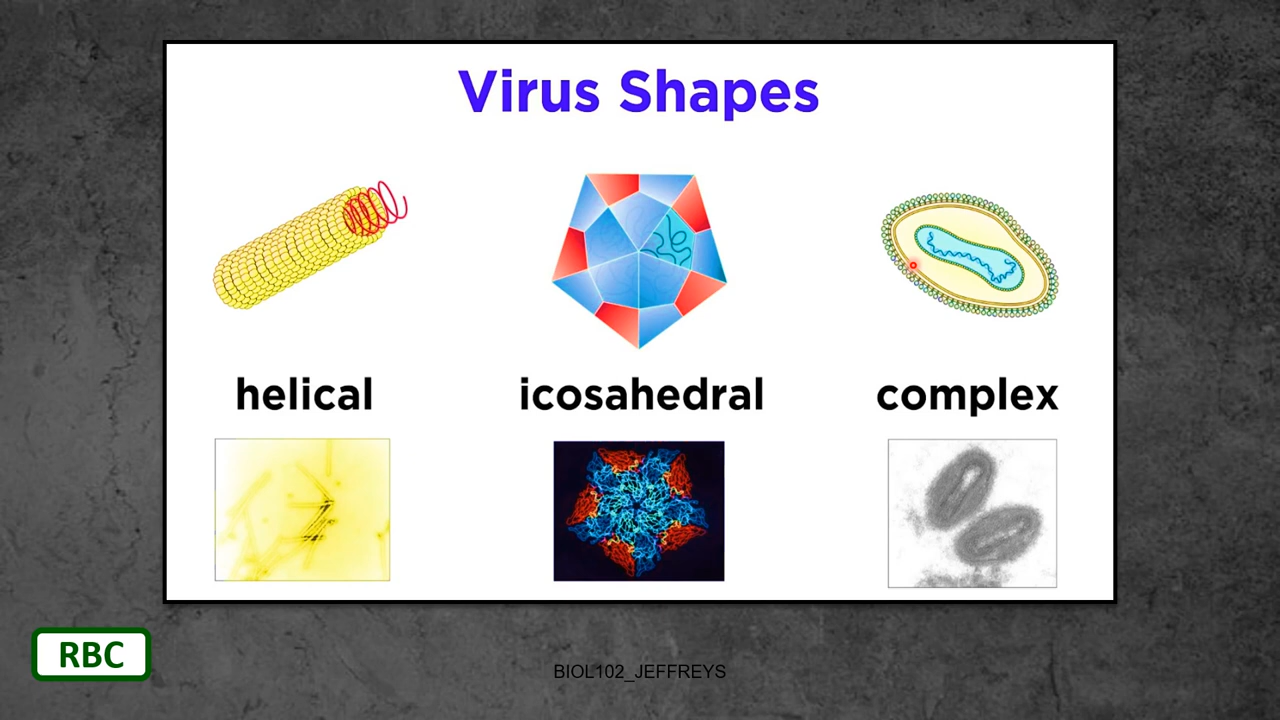 Virus Shapes
helical
icosahedral
complex
RBC
BIOL102_JEFFREYS